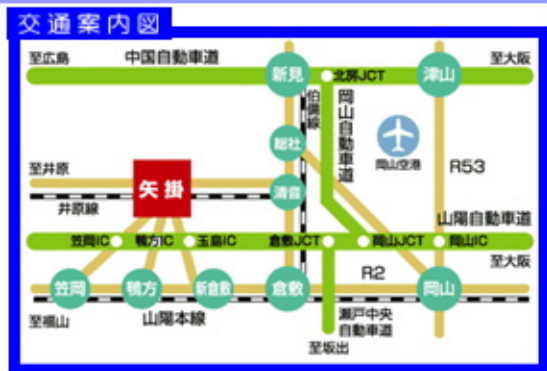 交通案内図
至広島
中国自動車道
新見
北房JCT
津山
至大阪
伯備線
岡山自動車道
総社
岡山空港
R53
至井原
矢掛
清音
井原線
山陽自動車道
笠岡IC
鴨方IC
玉島IC
倉敷JCT
岡山JCT
岡山IC
至大阪
R2
笠岡
鴨方
新倉敷
倉敷
岡山
至福山
山陽本線
瀬戸中央
自動車道
至坂出